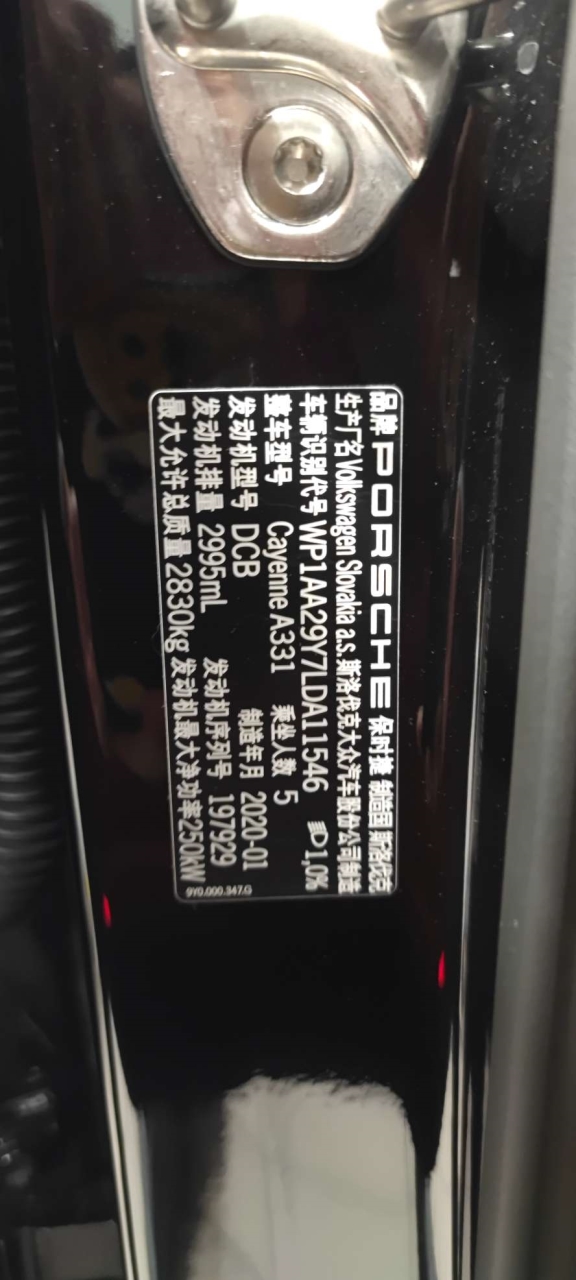 品牌 PORSCHE 保时捷 制造国 斯洛伐克
生产厂名 Volkswagen Slovakia a.s. 斯洛伐克大众汽车股份公司制造
车辆识别代号 WP1AA29Y7LDA11546 1,0%
整车型号 Cayenne A331 乘坐人数 5
发动机型号 DCB 制造年月 2020-01
发动机排量 2995mL 发动机序列号 197929
最大允许总质量 2830kg 发动机最大净功率250kW
9Y0.000.347.G